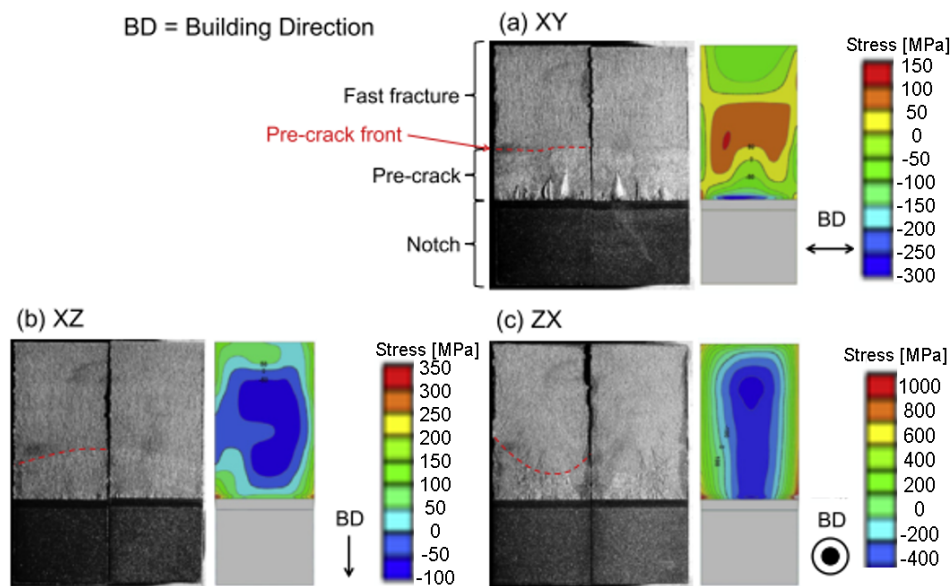 BD = Building Direction
(a) XY
Fast fracture
Pre-crack front
Pre-crack
Notch
BD
Stress [MPa]
150
100
50
0
-50
-100
-150
-200
-250
-300
(b) XZ
BD
Stress [MPa]
350
300
250
200
150
100
50
0
-50
-100
(c) ZX
BD
Stress [MPa]
1000
800
600
400
200
0
-200
-400